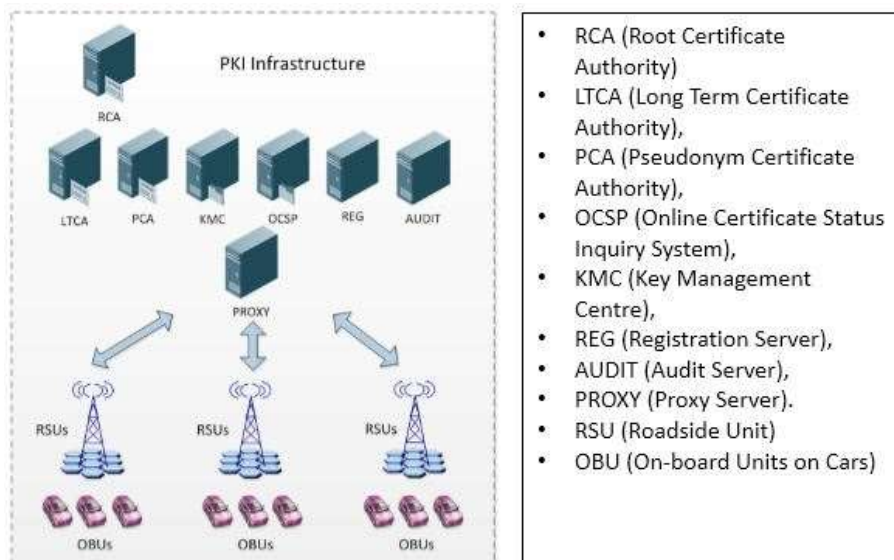 PKI Infrastructure
RCA
LTCA
PCA
KMC
OCSP
REG
AUDIT
PROXY
RSUs
RSUs
RSUs
OBUs
OBUs
OBUs
• RCA (Root Certificate
Authority)
• LTCA (Long Term Certificate
Authority),
• PCA (Pseudonym Certificate
Authority),
• OCSP (Online Certificate Status
Inquiry System),
• KMC (Key Management
Centre),
• REG (Registration Server),
• AUDIT (Audit Server),
• PROXY (Proxy Server).
• RSU (Roadside Unit)
• OBU (On-board Units on Cars)